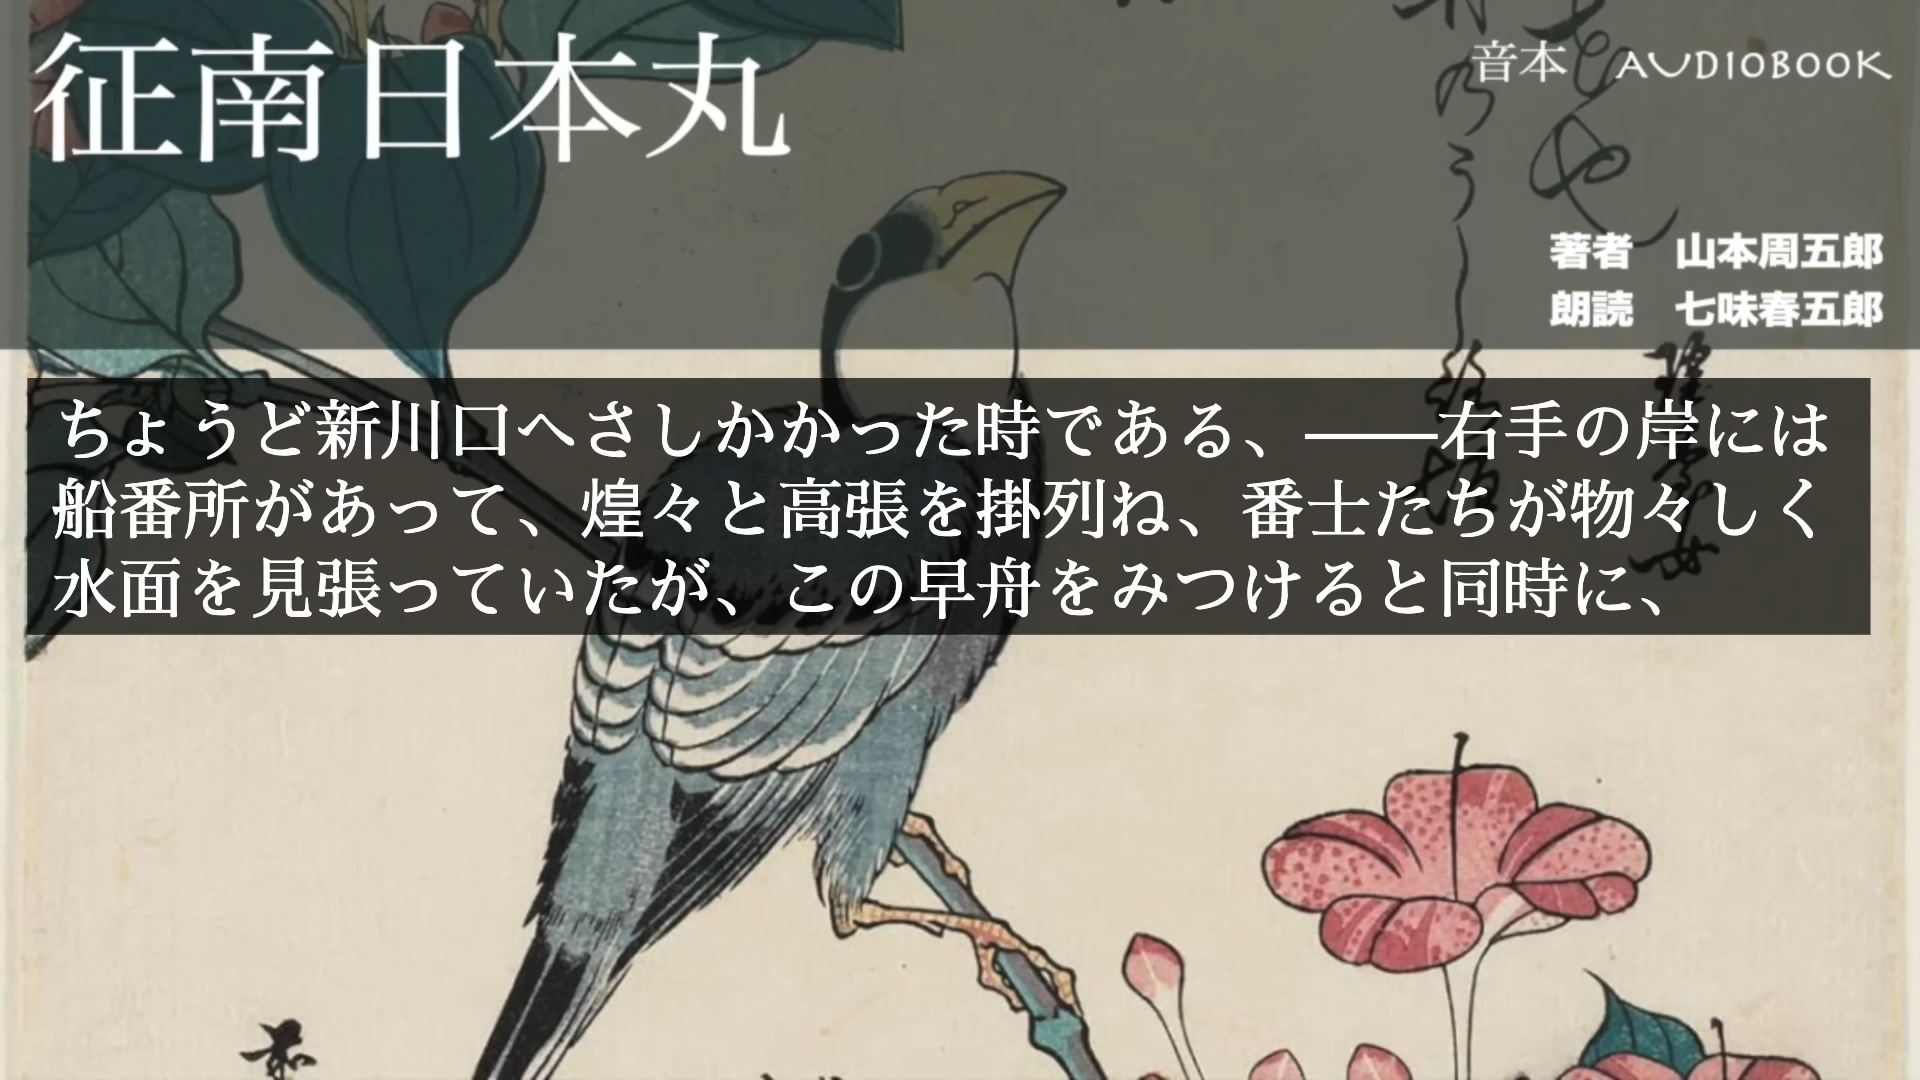 征南日本丸
音本　AUDIOBOOK
著者　山本周五郎
朗読　七味春五郎
ちょうど新川口へさしかかった時である、――右手の岸には
船番所があって、煌々と高張を掛列ね、番士たちが物々しく
水面を見張っていたが、この早舟をみつけると同時に、